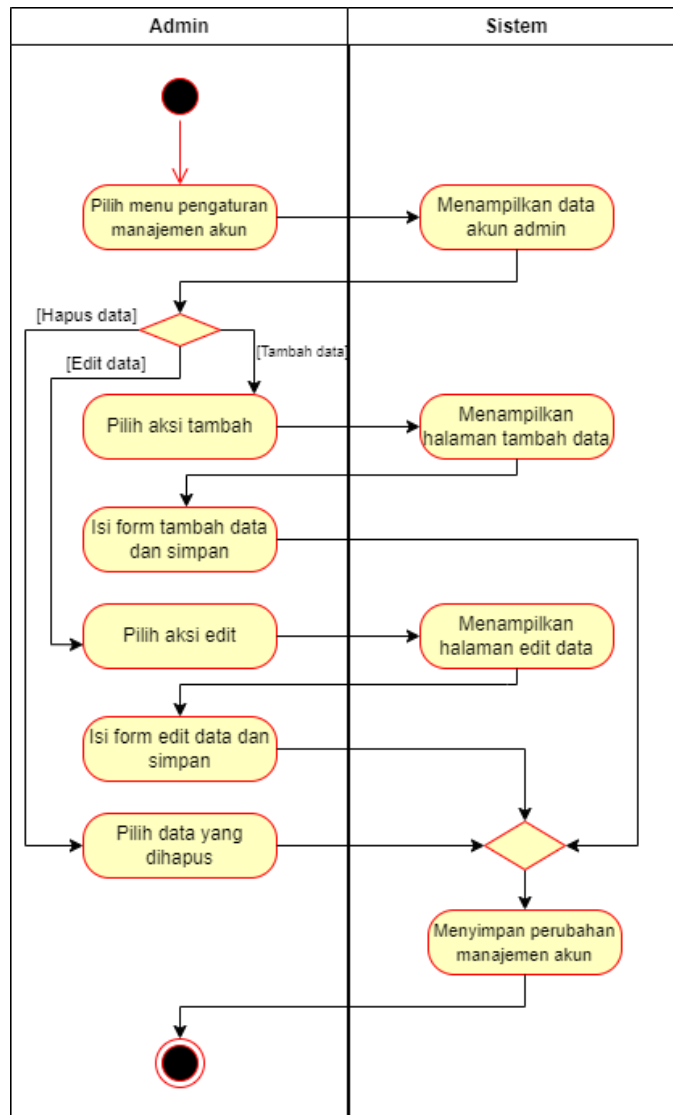 Admin
Sistem
Pilih menu pengaturan
manajemen akun
Menampilkan data
akun admin
[Hapus data]
[Edit data]
[Tambah data]
Pilih aksi tambah
Menampilkan
halaman tambah data
Isi form tambah data
dan simpan
Pilih aksi edit
Menampilkan
halaman edit data
Isi form edit data dan
simpan
Pilih data yang
dihapus
Menyimpan perubahan
manajemen akun